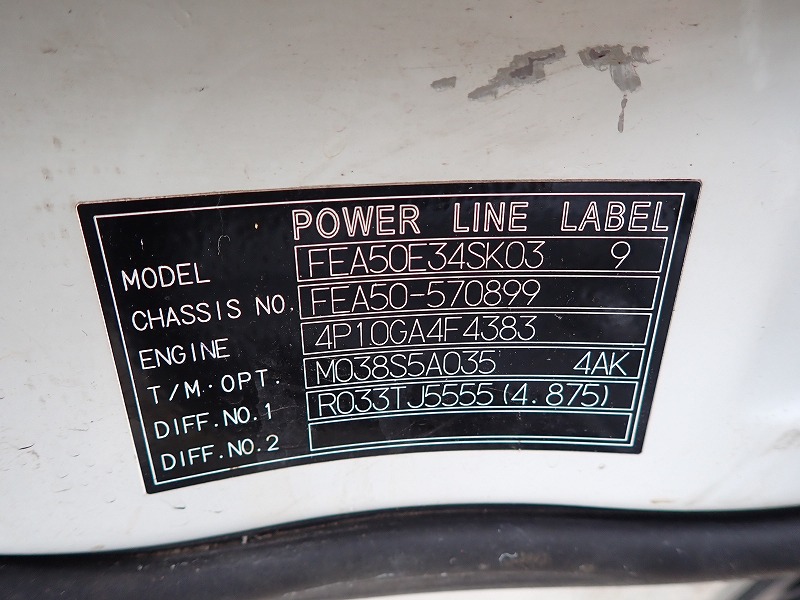 POWER LINE LABEL
MODEL FEA50E34SK03 9
CHASSIS NO. FEA50-570899
ENGINE 4P10GA4F4383
T/M·OPT. M038S5A035 4AK
DIFF.NO.1 R033TJ5555(4.875)
DIFF.NO.2